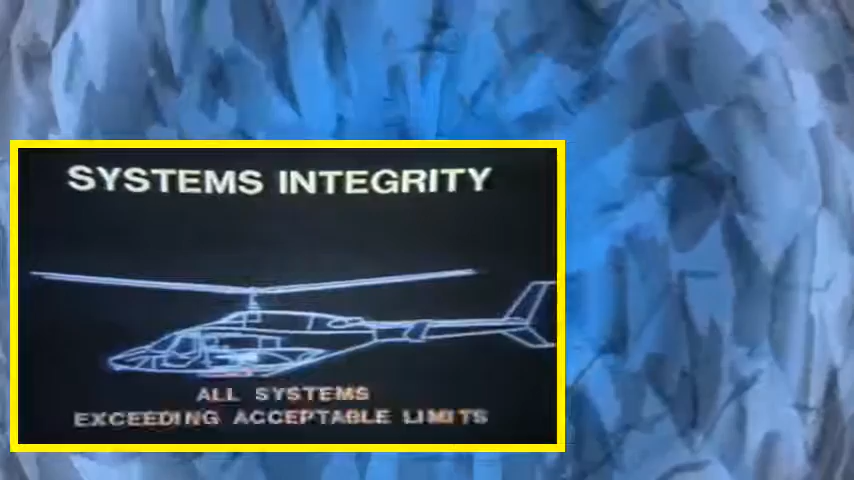 SYSTEMS INTEGRITY
ALL SYSTEMS
EXCEEDING ACCEPTABLE LIMITS